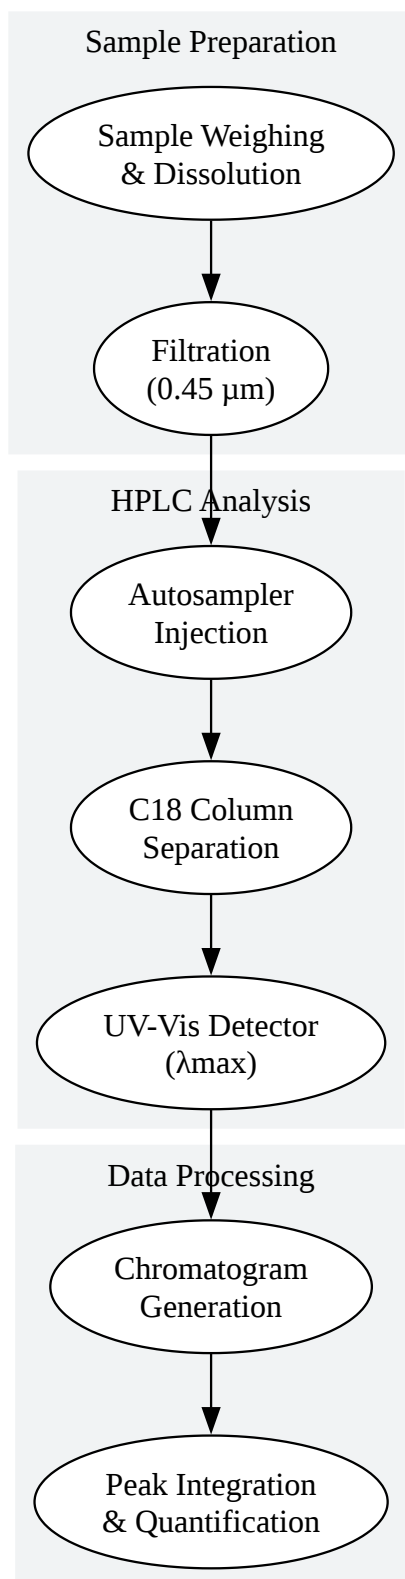 Sample Preparation
Sample Weighing
& Dissolution
Filtration
(0.45 µm)
HPLC Analysis
Autosampler
Injection
C18 Column
Separation
UV-Vis Detector
(λmax)
Data Processing
Chromatogram
Generation
Peak Integration
& Quantification